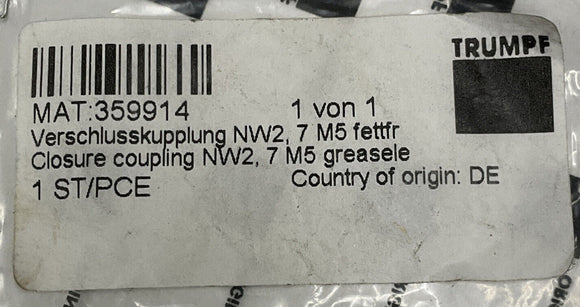 TRUMPF
MAT:359914 1 von 1
Verschlusskupplung NW2, 7 M5 fettfr
Closure coupling NW2, 7 M5 greasele
1 ST/PCE Country of origin: DE